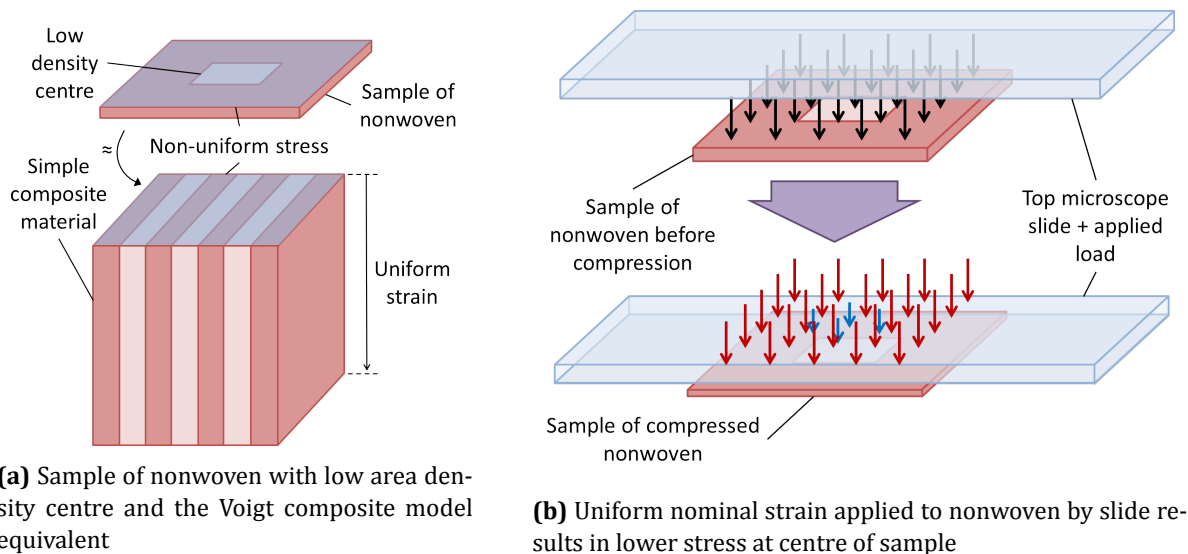 Low
density
centre
Sample of
nonwoven
≈
Non-uniform stress
Simple
composite
material
Uniform
strain
(a) Sample of nonwoven with low area den-
sity centre and the Voigt composite model
equivalent
Sample of
nonwoven before
compression
Top microscope
slide + applied
load
Sample of compressed
nonwoven
(b) Uniform nominal strain applied to nonwoven by slide re-
sults in lower stress at centre of sample